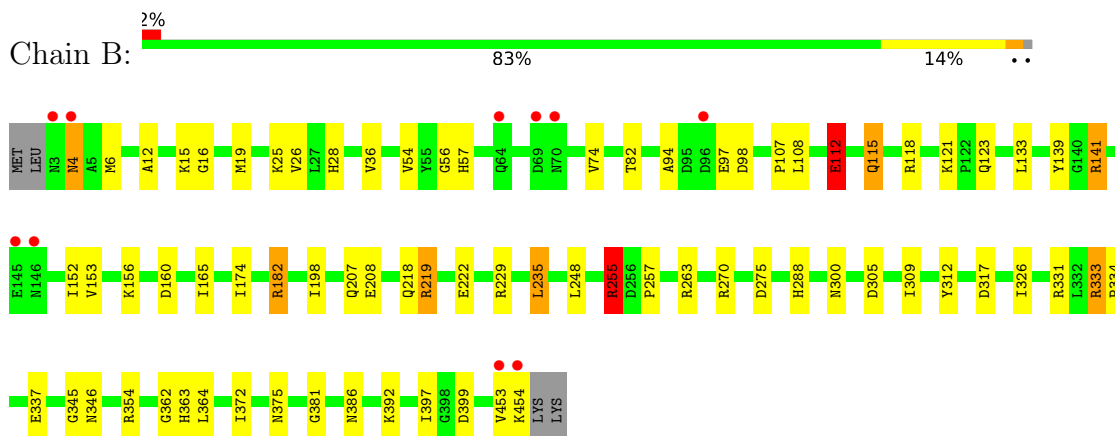 2%
Chain B:
83% 14% ••
MET LEU N3 N4 A5 M6 A12 K15 G16 M19 K25 V26 L27 H28 V36 V54 Y55 G56 H57 Q64 D69 N70 V74 T82 A94 D95 D96 E97 D98 P107 L108 E112 Q115 R118 K121 P122 Q123 L133 Y139 G140 R141
E145 N146 I152 V153 K156 D160 I165 I174 R182 I198 Q207 E208 Q218 R219 E222 R229 L235 L248 R255 D256 P257 R263 R270 D275 H288 N300 D305 I309 Y312 D317 I326 R331 L332 R333
E337 G345 N346 R354 G362 H363 L364 I372 N375 G381 N386 K392 I397 G398 D399 V453 K454 LYS LYS